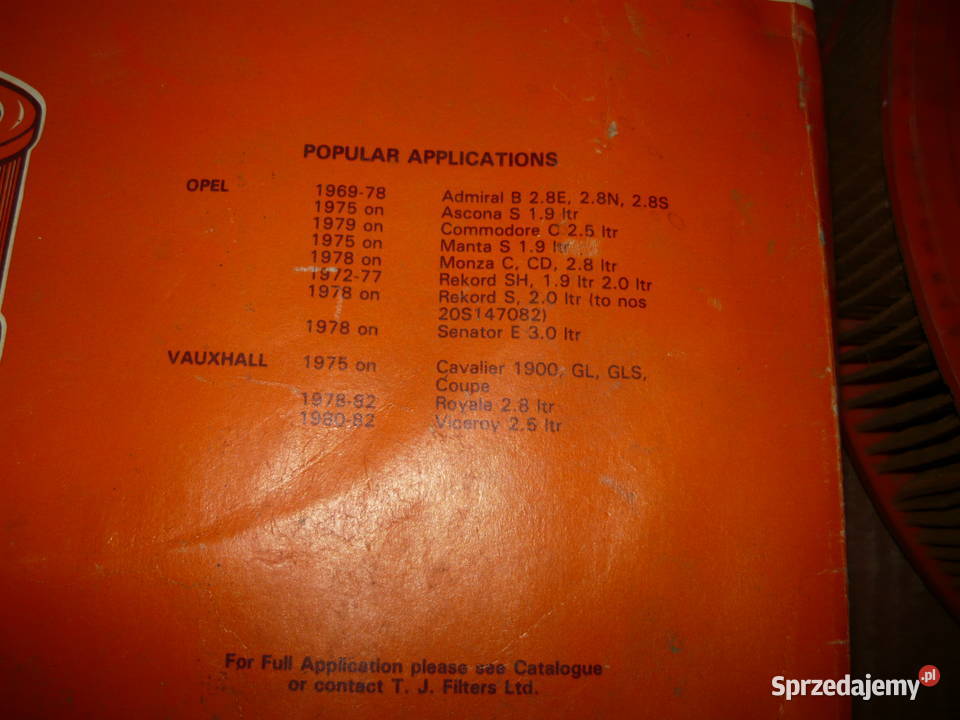 POPULAR APPLICATIONS
OPEL 1969-78 Admiral B 2.8E, 2.8N, 2.8S
1975 on Ascona S 1.9 ltr
1979 on Commodore C 2.5 ltr
1975 on Manta S 1.9 ltr
1978 on Monza C, CD, 2.8 ltr
1972-77 Rekord SH, 1.9 ltr 2.0 ltr
1978 on Rekord S, 2.0 ltr (to nos
20S147082)
1978 on Senator E 3.0 ltr
VAUXHALL 1975 on Cavalier 1900, GL, GLS,
Coupe
1978-82 Royale 2.8 ltr
1980-82 Viceroy 2.5 ltr
For Full Application please see Catalogue
or contact T. J. Filters Ltd.
Sprzedajemy.pl